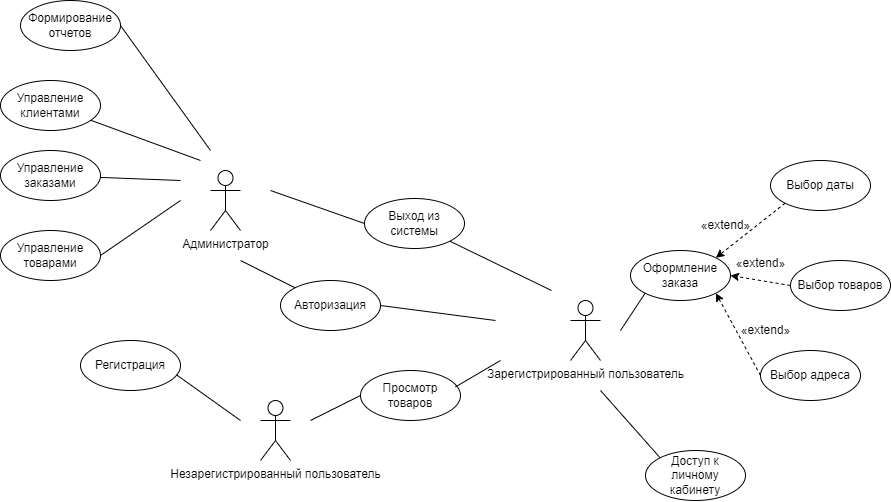 Формирование
отчетов
Управление
клиентами
Управление
заказами
Управление
товарами
Администратор
Выход из
системы
Авторизация
Регистрация
Просмотр
товаров
Незарегистрированный пользователь
Зарегистрированный пользователь
Оформление
заказа
«extend»
Выбор даты
«extend»
Выбор товаров
«extend»
Выбор адреса
Доступ к
личному
кабинету